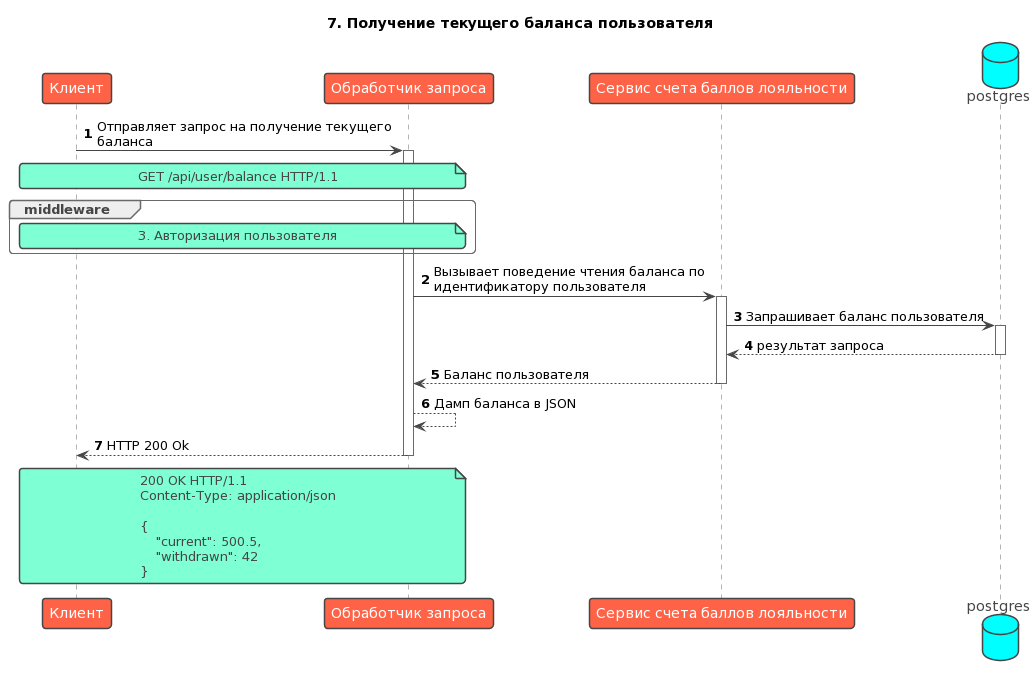 7. Получение текущего баланса пользователя
Клиент
Обработчик запроса
Сервис счета баллов лояльности
postgres
1 Отправляет запрос на получение текущего
баланса
GET /api/user/balance HTTP/1.1
middleware
3. Авторизация пользователя
2 Вызывает поведение чтения баланса по
идентификатору пользователя
3 Запрашивает баланс пользователя
4 результат запроса
5 Баланс пользователя
6 Дамп баланса в JSON
7 HTTP 200 Ok
200 OK HTTP/1.1
Content-Type: application/json
{
"current": 500.5,
"withdrawn": 42
}
Клиент
Обработчик запроса
Сервис счета баллов лояльности
postgres